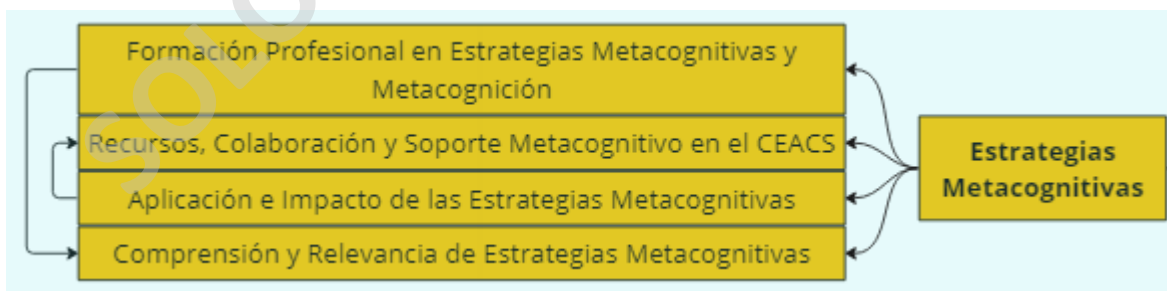 Formación Profesional en Estrategias Metacognitivas y
Metacognición
Recursos, Colaboración y Soporte Metacognitivo en el CEACS
Aplicación e Impacto de las Estrategias Metacognitivas
Comprensión y Relevancia de Estrategias Metacognitivas
Estrategias
Metacognitivas
SOLO